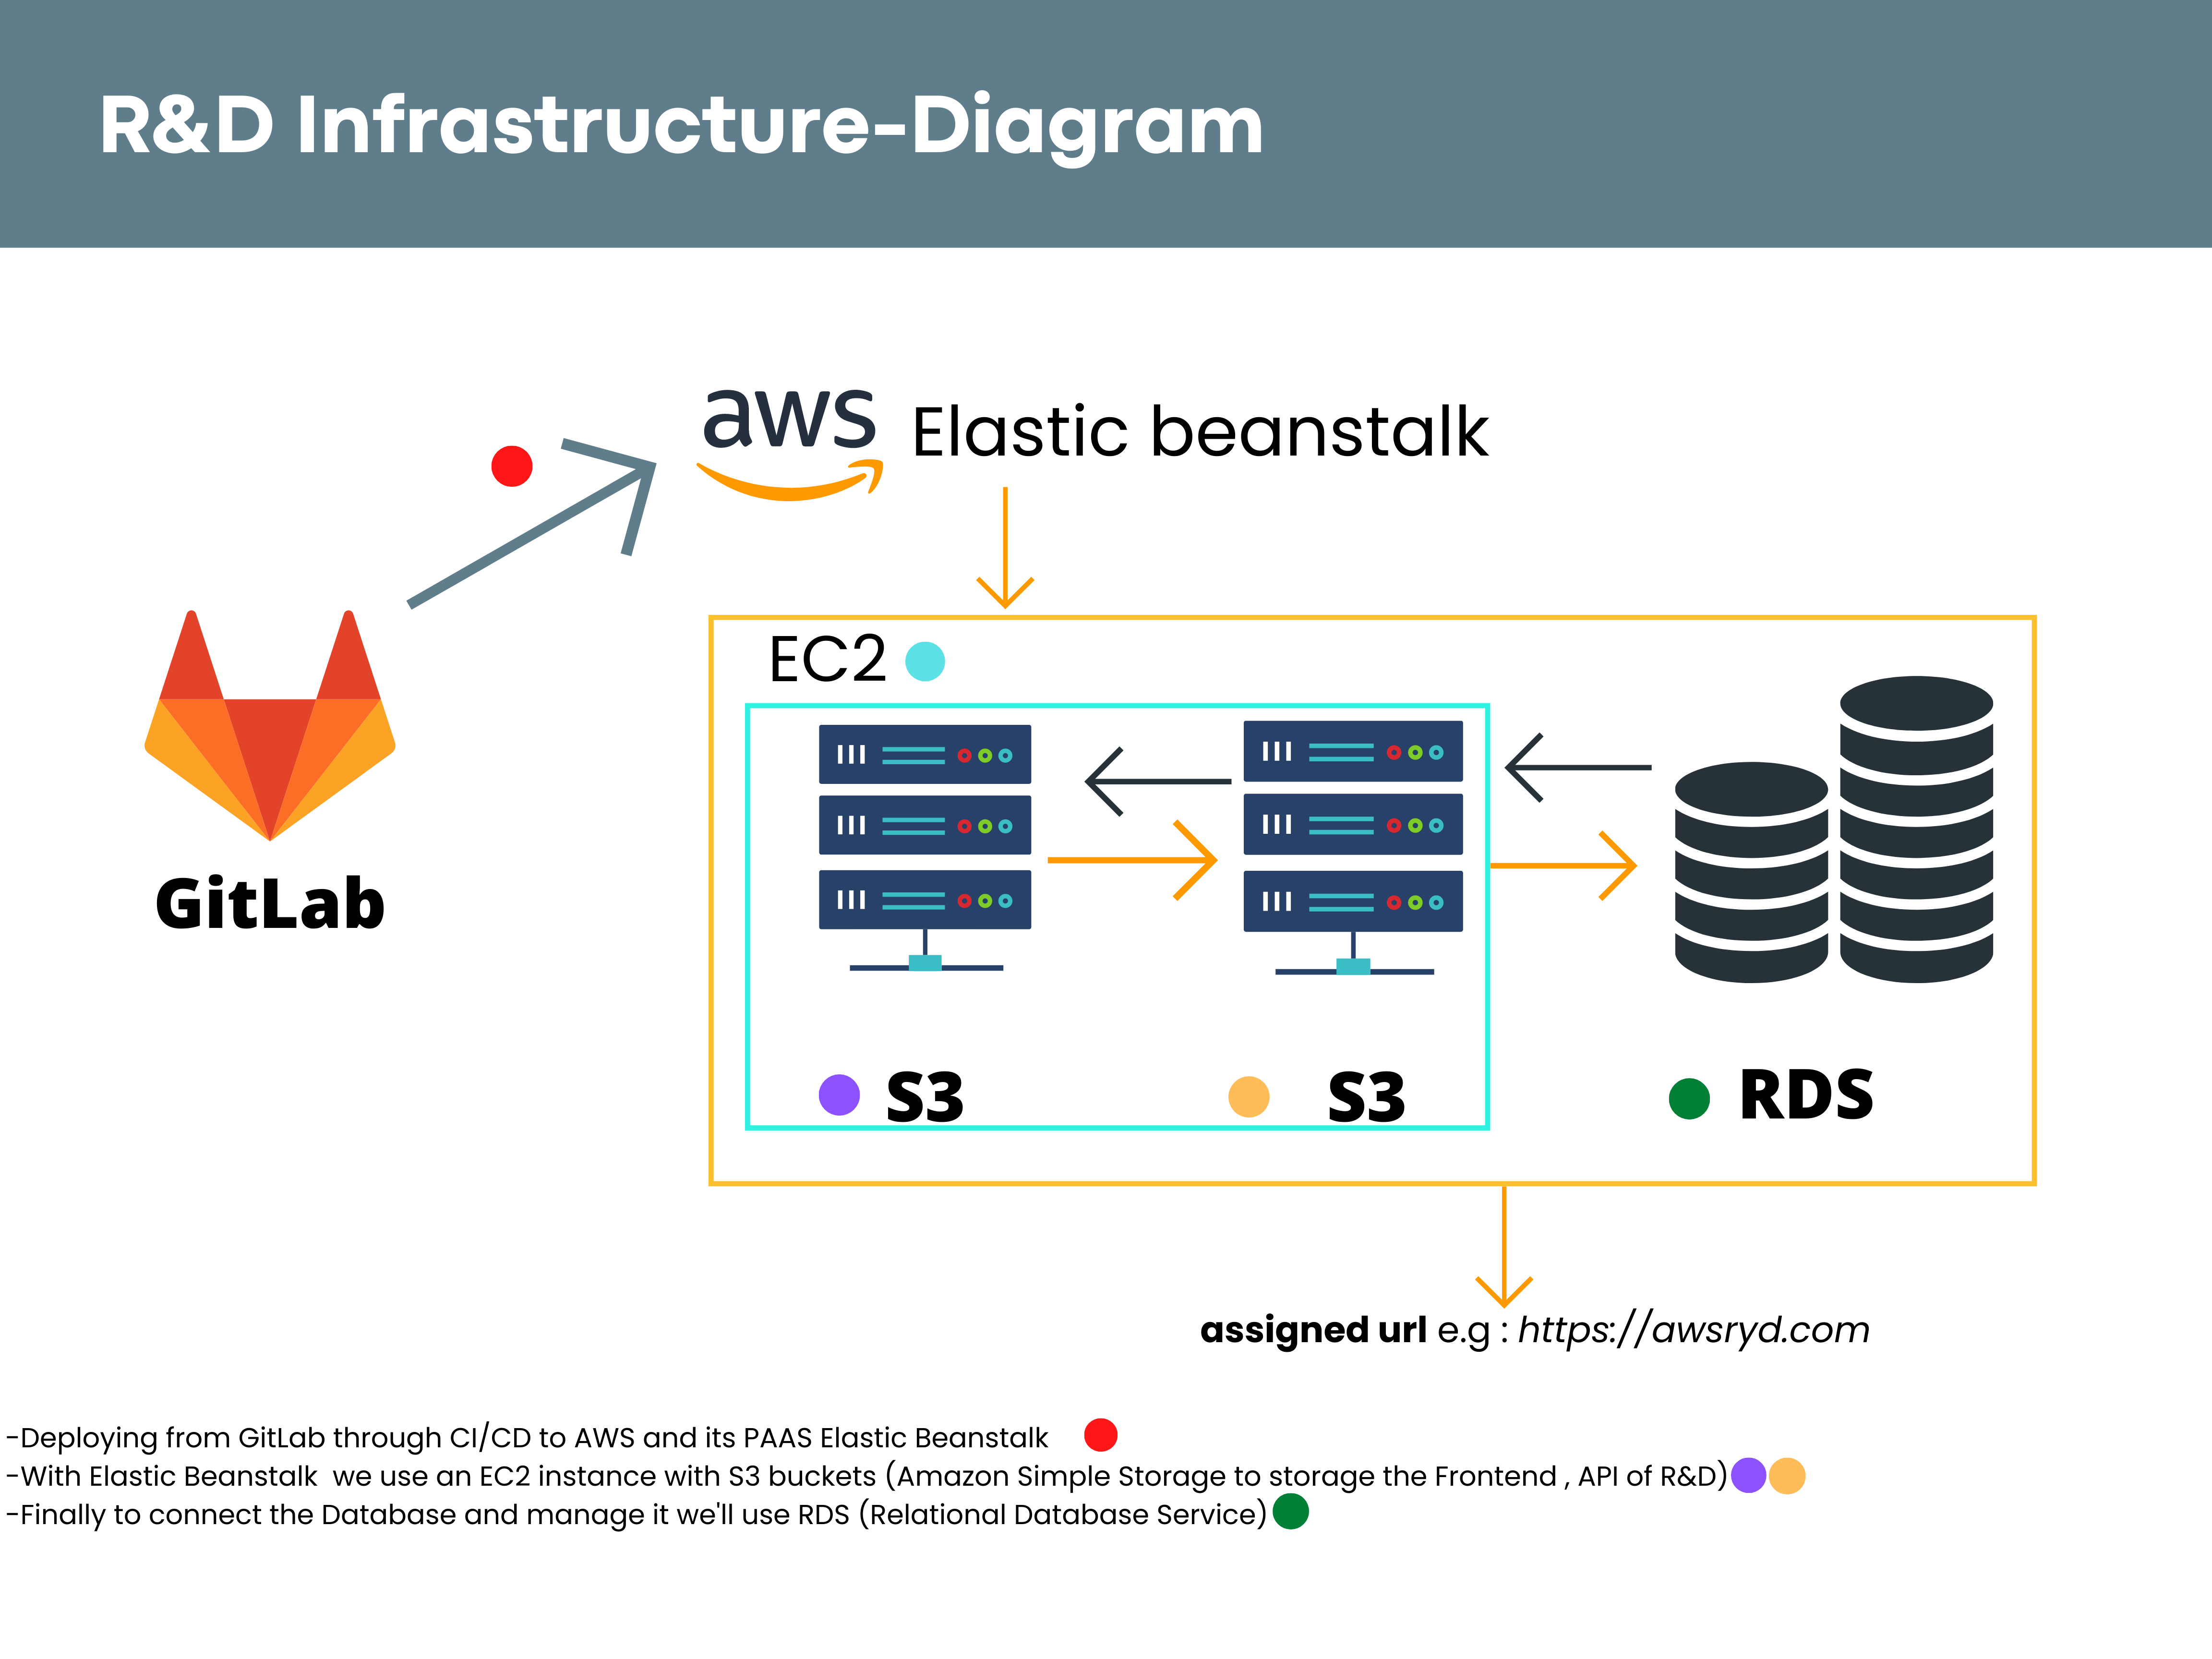 R&D Infrastructure-Diagram
aws Elastic beanstalk
EC2
GitLab
S3 S3 RDS
assigned url e.g : https://awsryd.com
-Deploying from GitLab through CI/CD to AWS and its PAAS Elastic Beanstalk
-With Elastic Beanstalk  we use an EC2 instance with S3 buckets (Amazon Simple Storage to storage the Frontend , API of R&D)
-Finally to connect the Database and manage it we'll use RDS (Relational Database Service)